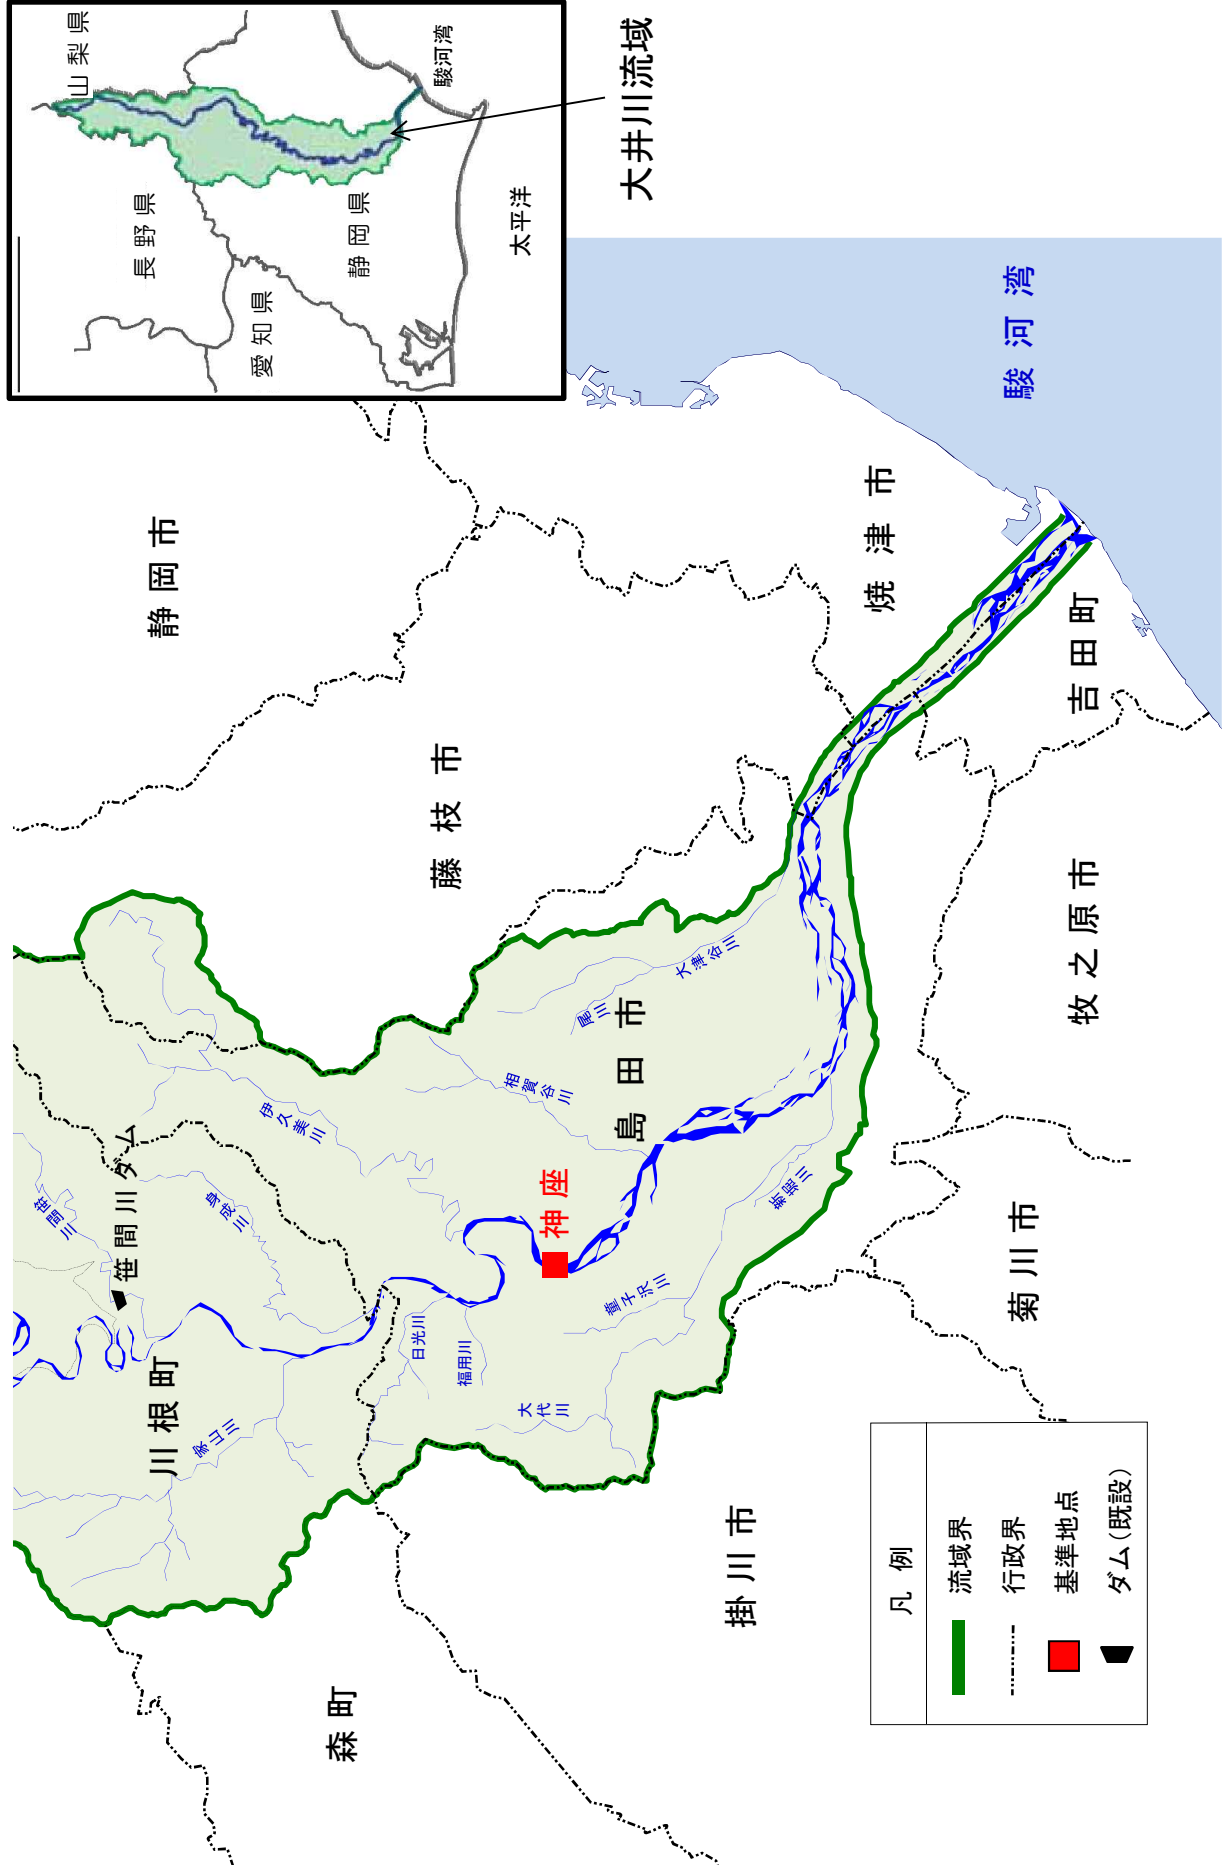 山梨県
長野県
愛知県
静岡県
駿河湾
太平洋
大井川流域
静岡市
藤枝市
焼津市
駿河湾
吉田町
牧之原市
島田市
菊川市
掛川市
森町
川根町
笹間川ダム
神座
笹間川
身成川
伊久美川
相賀谷川
尾川
大津谷川
新堀川
童子沢川
日光川
福用川
大代川
家山川
凡例
流域界
行政界
基準地点
ダム(既設)